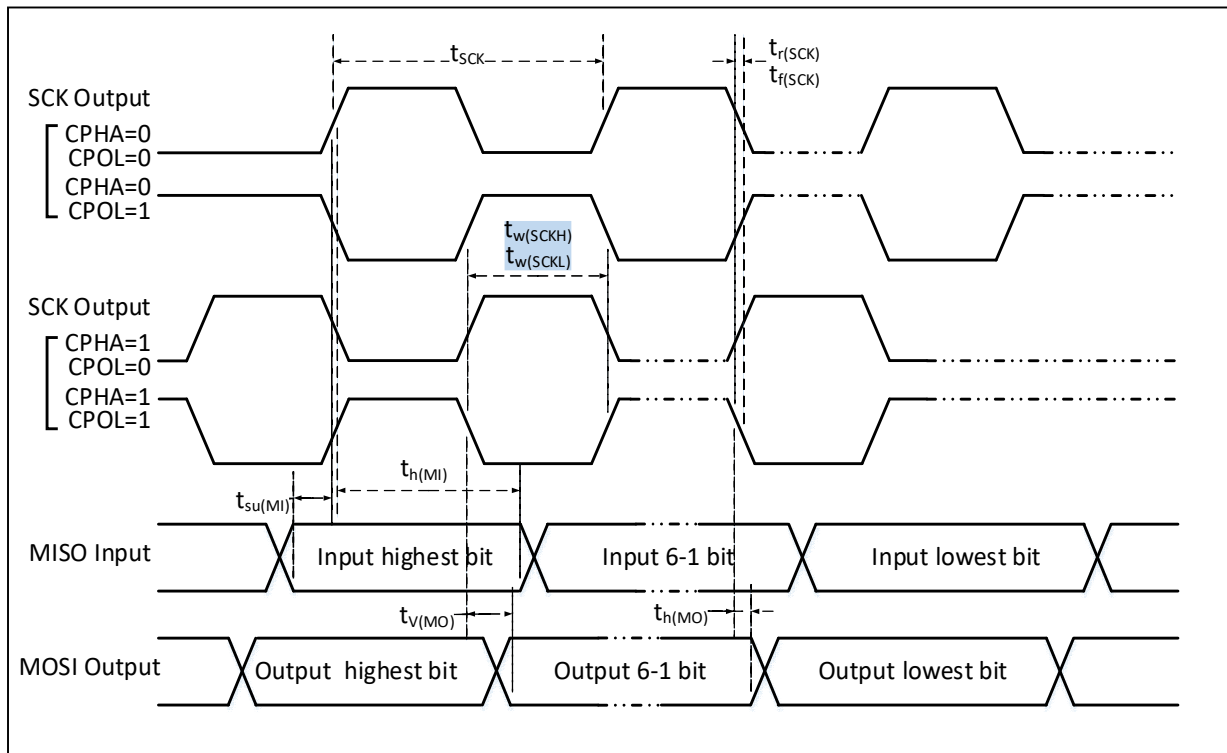 tSCK
tr(SCK)
tf(SCK)
SCK Output
CPHA=0
CPOL=0
CPHA=0
CPOL=1
tw(SCKH)
tw(SCKL)
SCK Output
CPHA=1
CPOL=0
CPHA=1
CPOL=1
th(MI)
tsu(MI)
MISO Input
Input highest bit
Input 6-1 bit
Input lowest bit
tV(MO)
th(MO)
MOSI Output
Output highest bit
Output 6-1 bit
Output lowest bit